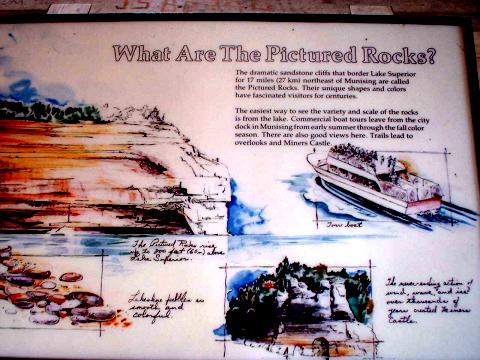 What Are The Pictured Rocks?
The dramatic sandstone cliffs that border Lake Superior
for 17 miles (27 km) northeast of Munising are called
the Pictured Rocks. Their unique shapes and colors
have fascinated visitors for centuries.
The easiest way to see the variety and scale of the rocks
is from the lake. Commercial boat tours leave from the city
dock in Munising from early summer through the fall color
season. There are also good views here. Trails lead to
overlooks and Miners Castle.
Tour boat
The Pictured Rocks rise
up to 200 feet (60m) above
Lake Superior.
Lakeshore pebbles are
smooth and
colorful.
The never-ending action of
wind, wave, and ice
over thousands of
years created Miners
Castle.